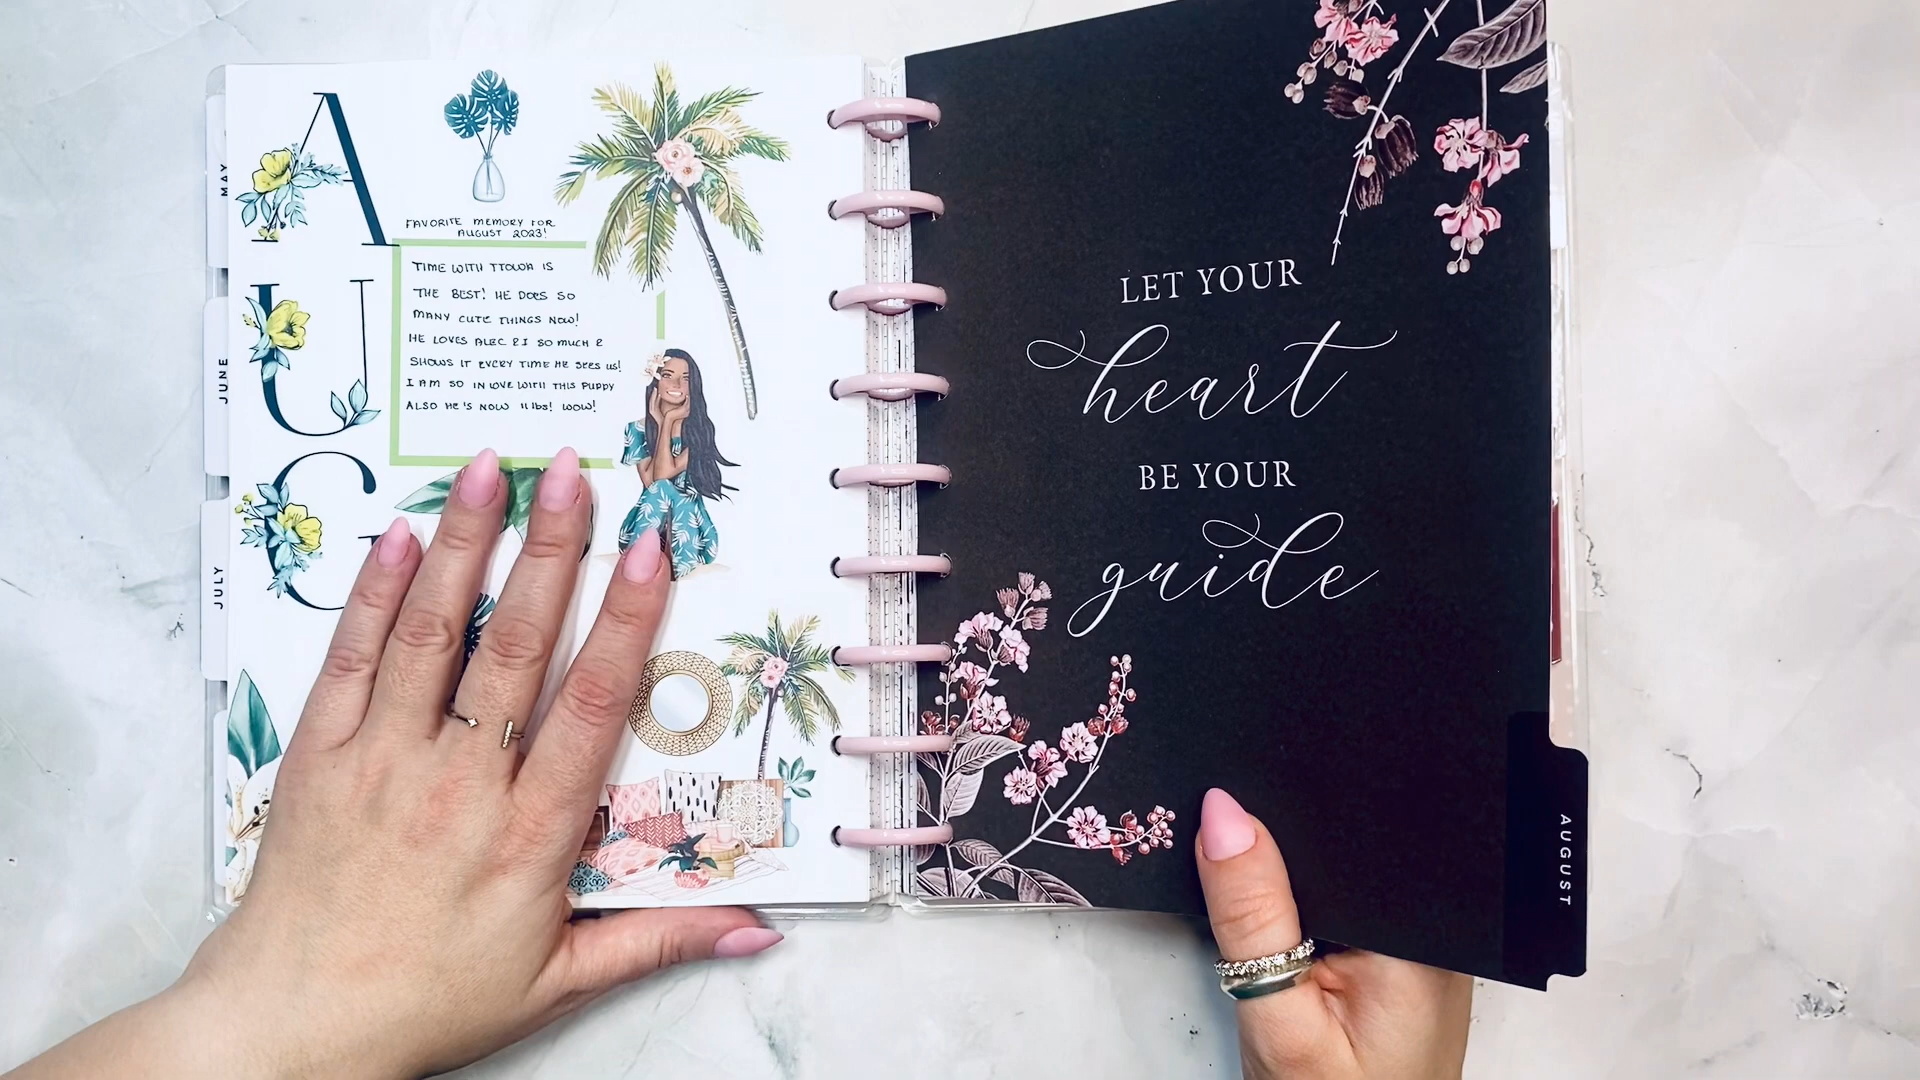 MAY
JUNE
JULY
A
U
G
FAVORITE MEMORY FOR
AUGUST 2023!
TIME WITH IS
THE BEST! HE DOES SO
MANY CUTE THINGS NOW!
HE LOVES ALEC & I SO MUCH &
SHOWS IT EVERY TIME HE SEES US!
I AM SO IN LOVE WITH THIS PUPPY
ALSO HE'S NOW 11 lbs! WOW!
LET YOUR
heart
BE YOUR
guide
AUGUST